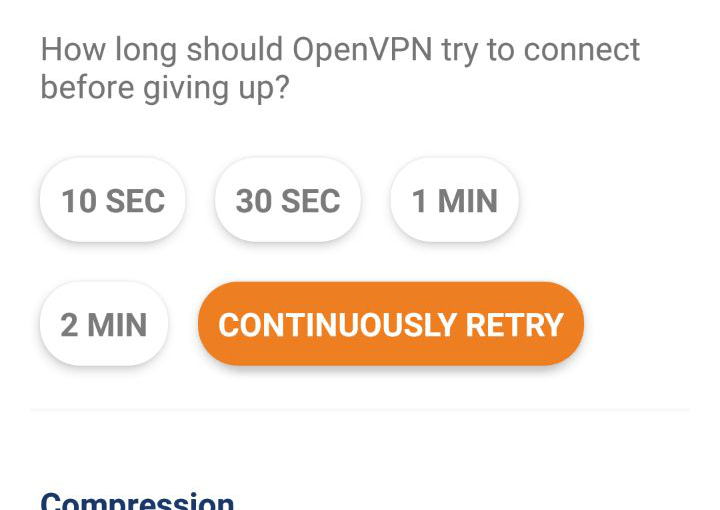 How long should OpenVPN try to connect
before giving up?
10 SEC
30 SEC
1 MIN
2 MIN
CONTINUOUSLY RETRY
Compression